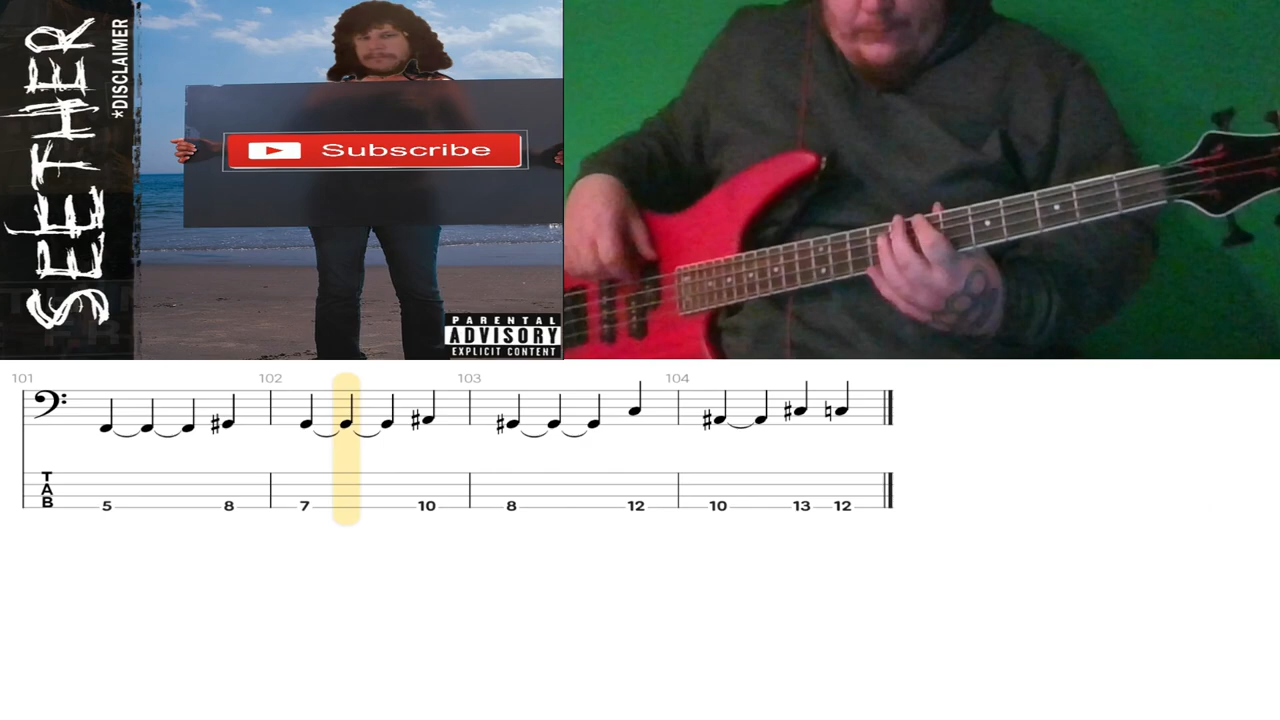 SEETHER
*DISCLAIMER
Subscribe
PARENTAL
ADVISORY
EXPLICIT CONTENT
101 102 103 104
T
A
B
5 8 7 10 8 12 10 13 12